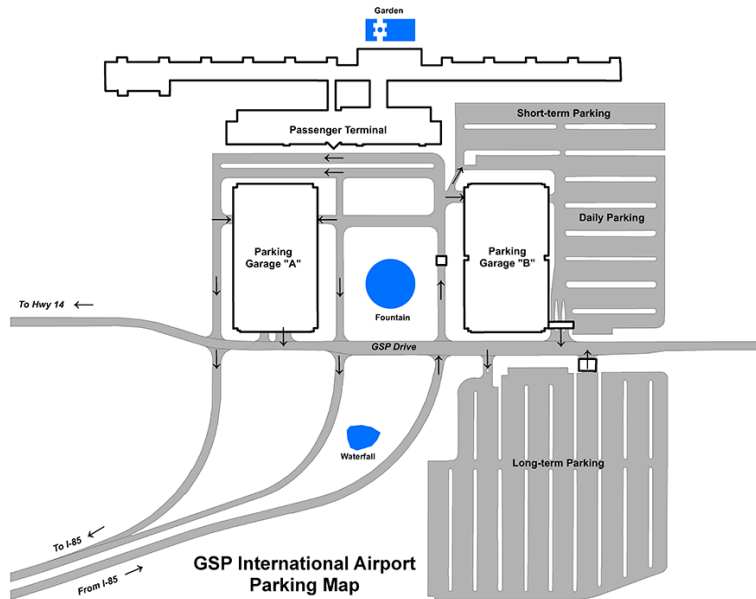 Garden
Short-term Parking
Passenger Terminal
Daily Parking
Parking
Garage "A"
Parking
Garage "B"
To Hwy 14
Fountain
GSP Drive
Waterfall
Long-term Parking
To I-85
From I-85
GSP International Airport
Parking Map